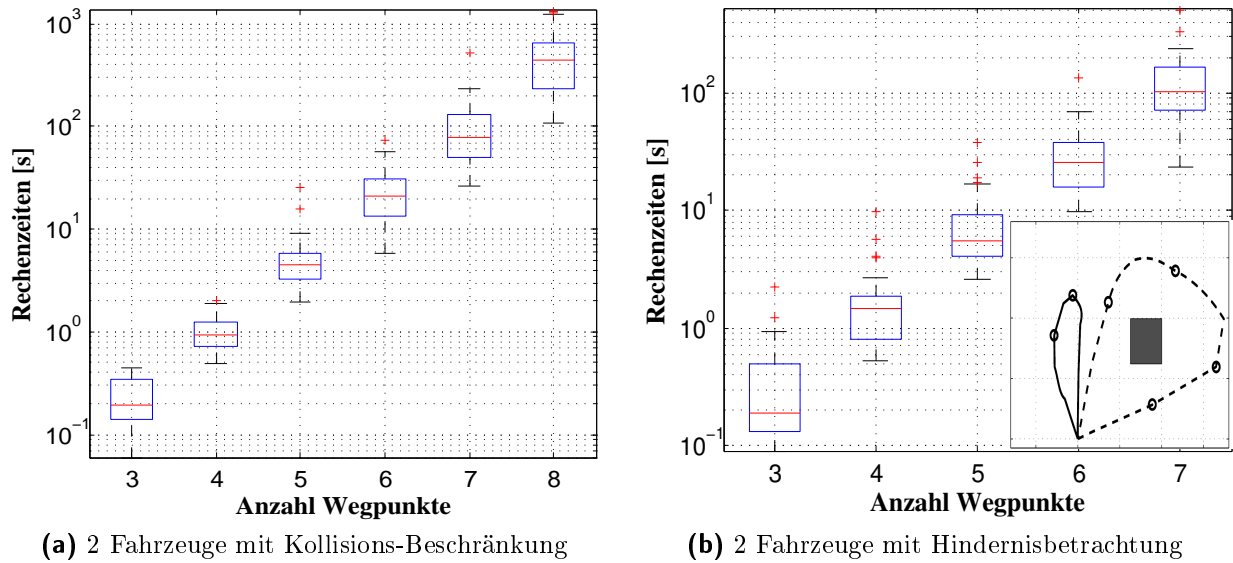 10^3
10^2
10^1
10^0
10^-1
Rechenzeiten [s]
3 4 5 6 7 8
Anzahl Wegpunkte
(a) 2 Fahrzeuge mit Kollisions-Beschränkung
10^2
10^1
10^0
10^-1
Rechenzeiten [s]
3 4 5 6 7
Anzahl Wegpunkte
(b) 2 Fahrzeuge mit Hindernisbetrachtung